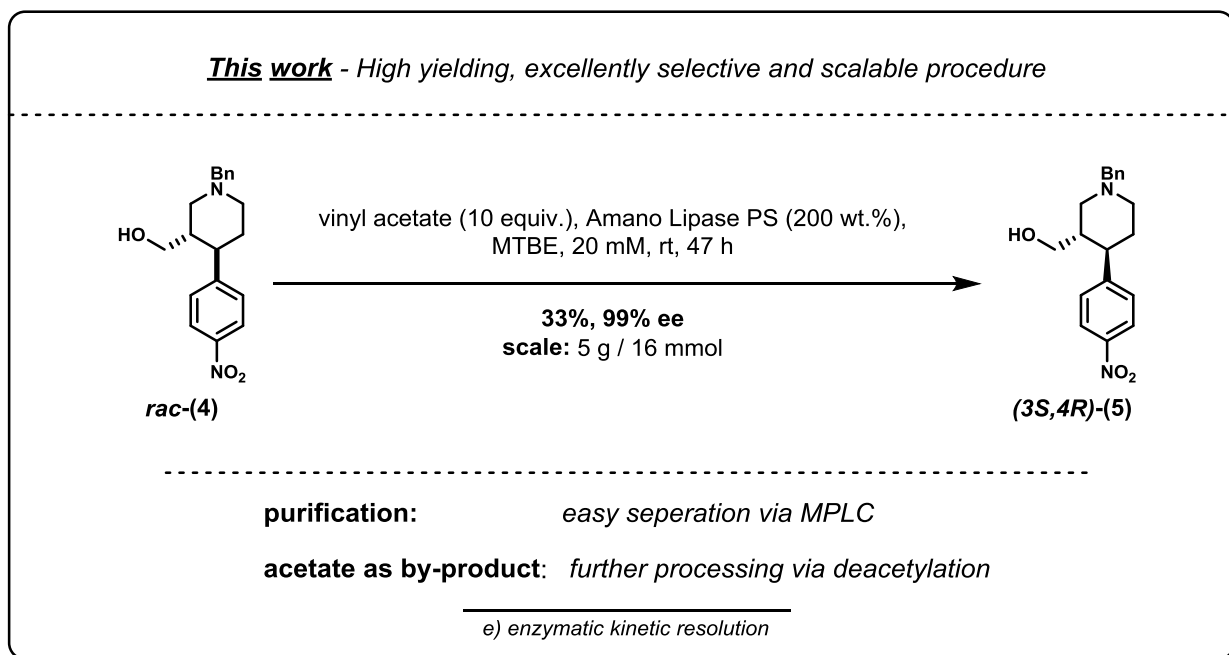 This work - High yielding, excellently selective and scalable procedure
Bn
N
HO
NO2
rac-(4)
vinyl acetate (10 equiv.), Amano Lipase PS (200 wt.%),
MTBE, 20 mM, rt, 47 h
33%, 99% ee
scale: 5 g / 16 mmol
Bn
N
HO
NO2
(3S,4R)-(5)
purification: easy seperation via MPLC
acetate as by-product: further processing via deacetylation
e) enzymatic kinetic resolution